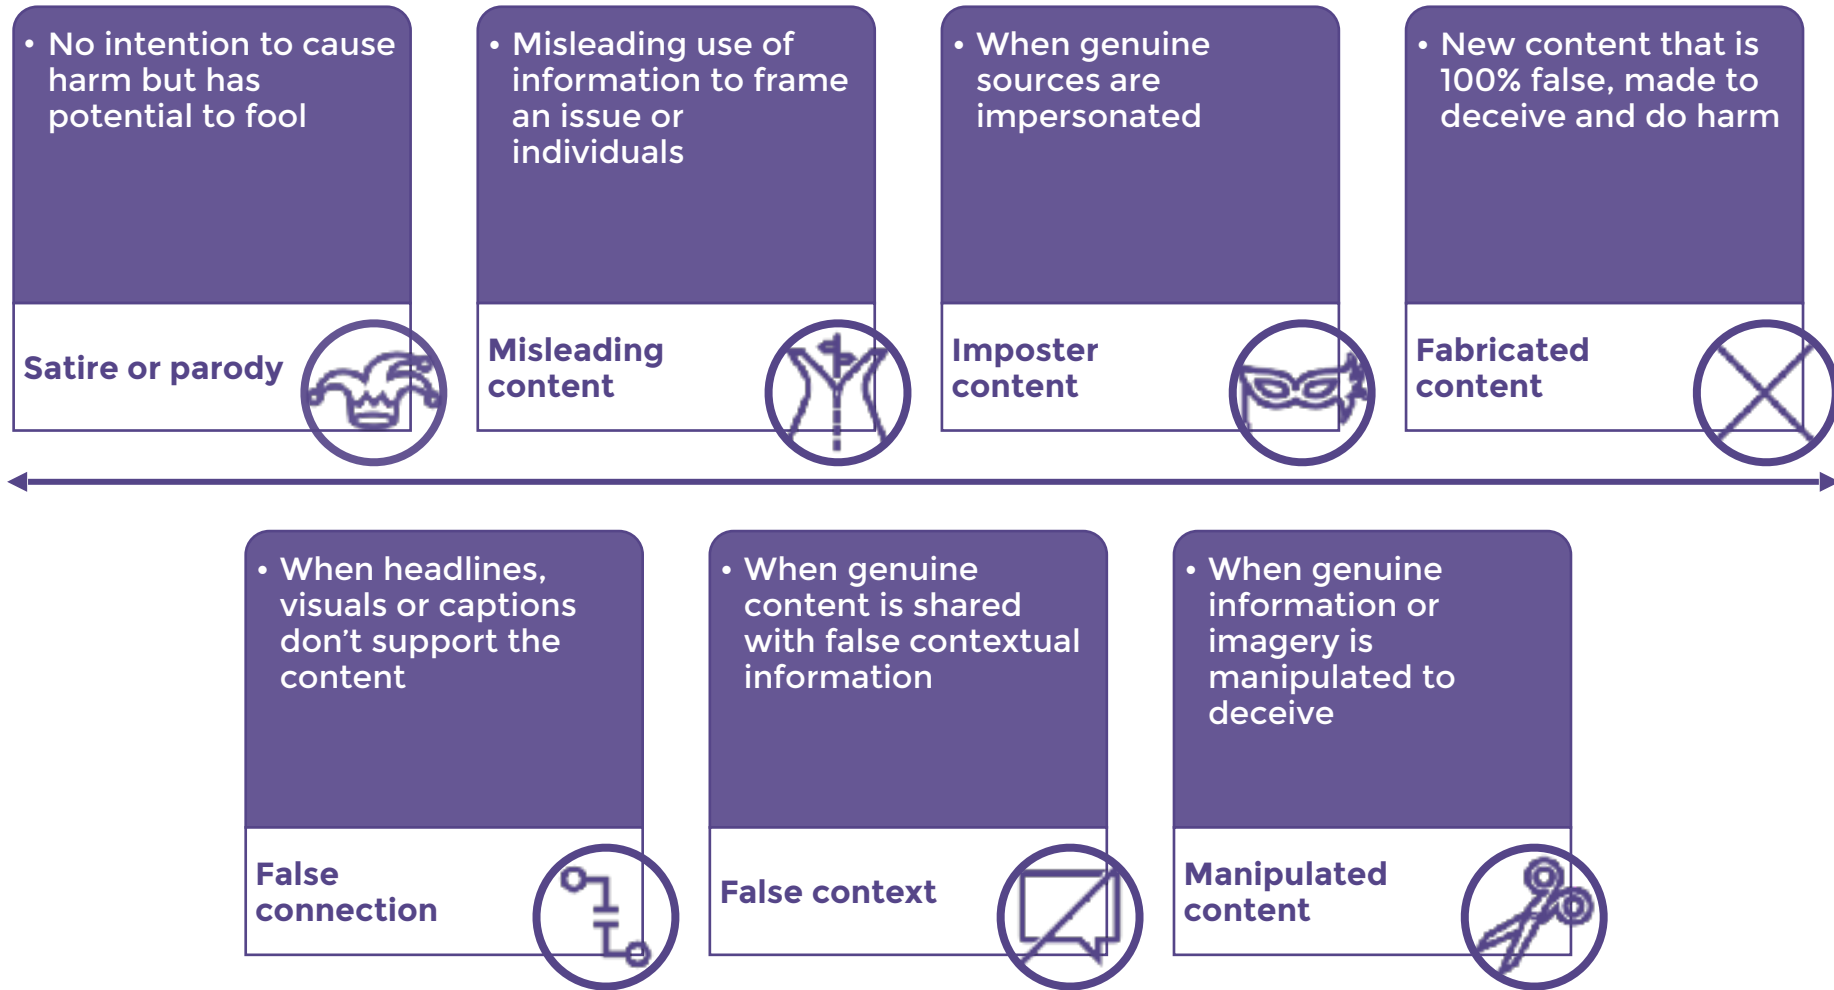 • No intention to cause
harm but has
potential to fool
Satire or parody
• Misleading use of
information to frame
an issue or
individuals
Misleading
content
• When genuine
sources are
impersonated
Imposter
content
• New content that is
100% false, made to
deceive and do harm
Fabricated
content
• When headlines,
visuals or captions
don’t support the
content
False
connection
• When genuine
content is shared
with false contextual
information
False context
• When genuine
information or
imagery is
manipulated to
deceive
Manipulated
content